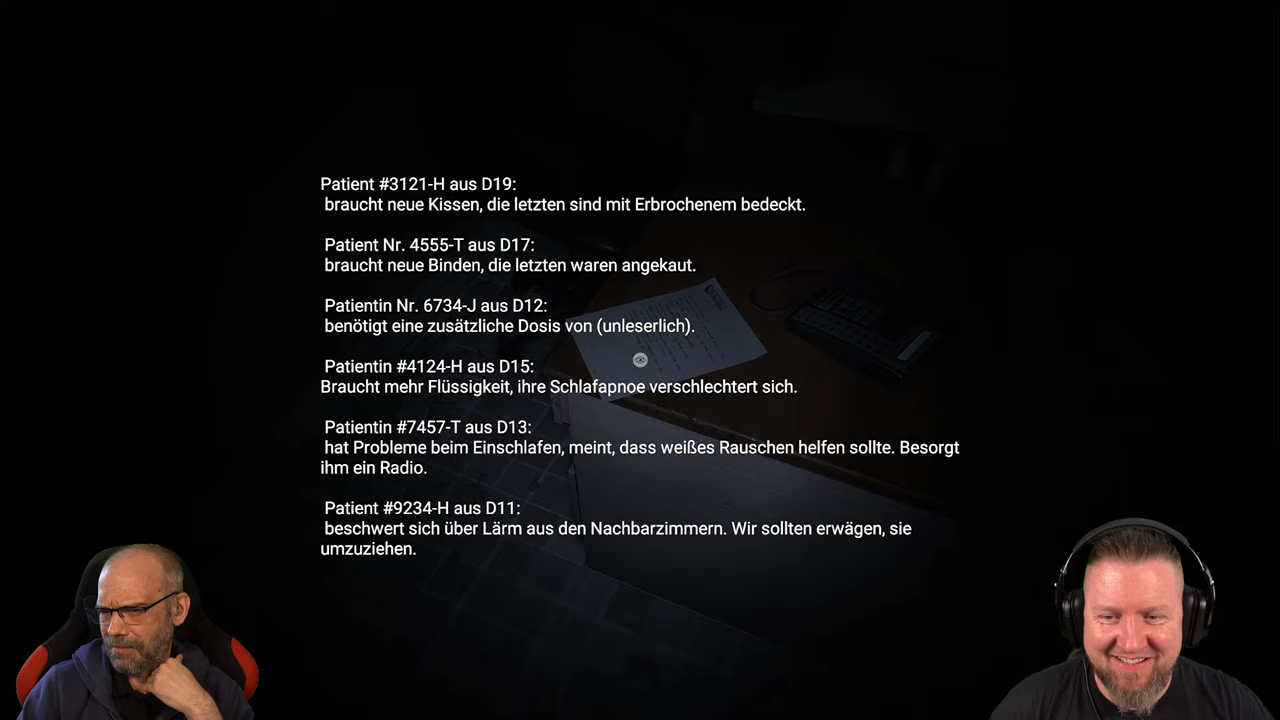 Patient #3121-H aus D19:
braucht neue Kissen, die letzten sind mit Erbrochenem bedeckt.
Patient Nr. 4555-T aus D17:
braucht neue Binden, die letzten waren angekaut.
Patientin Nr. 6734-J aus D12:
benötigt eine zusätzliche Dosis von (unleserlich).
Patientin #4124-H aus D15:
Braucht mehr Flüssigkeit, ihre Schlafapnoe verschlechtert sich.
Patientin #7457-T aus D13:
hat Probleme beim Einschlafen, meint, dass weißes Rauschen helfen sollte. Besorgt
ihm ein Radio.
Patient #9234-H aus D11:
beschwert sich über Lärm aus den Nachbarzimmern. Wir sollten erwägen, sie
umzuziehen.